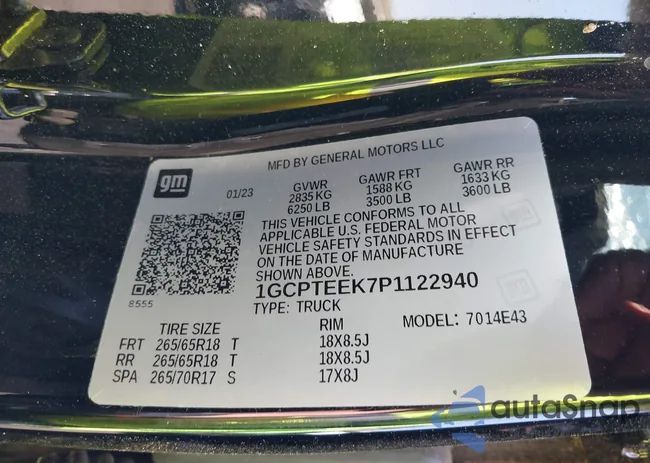 MFD BY GENERAL MOTORS LLC
gm
01/23
GVWR GAWR FRT GAWR RR
2835 KG 1588 KG 1633 KG
6250 LB 3500 LB 3600 LB
THIS VEHICLE CONFORMS TO ALL
APPLICABLE U.S. FEDERAL MOTOR
VEHICLE SAFETY STANDARDS IN EFFECT
ON THE DATE OF MANUFACTURE
SHOWN ABOVE.
8555
1GCPTEEK7P1122940
TYPE: TRUCK
MODEL: 7014E43
TIRE SIZE RIM
FRT 265/65R18 T 18X8.5J
RR 265/65R18 T 18X8.5J
SPA 265/70R17 S 17X8J
autoSnap